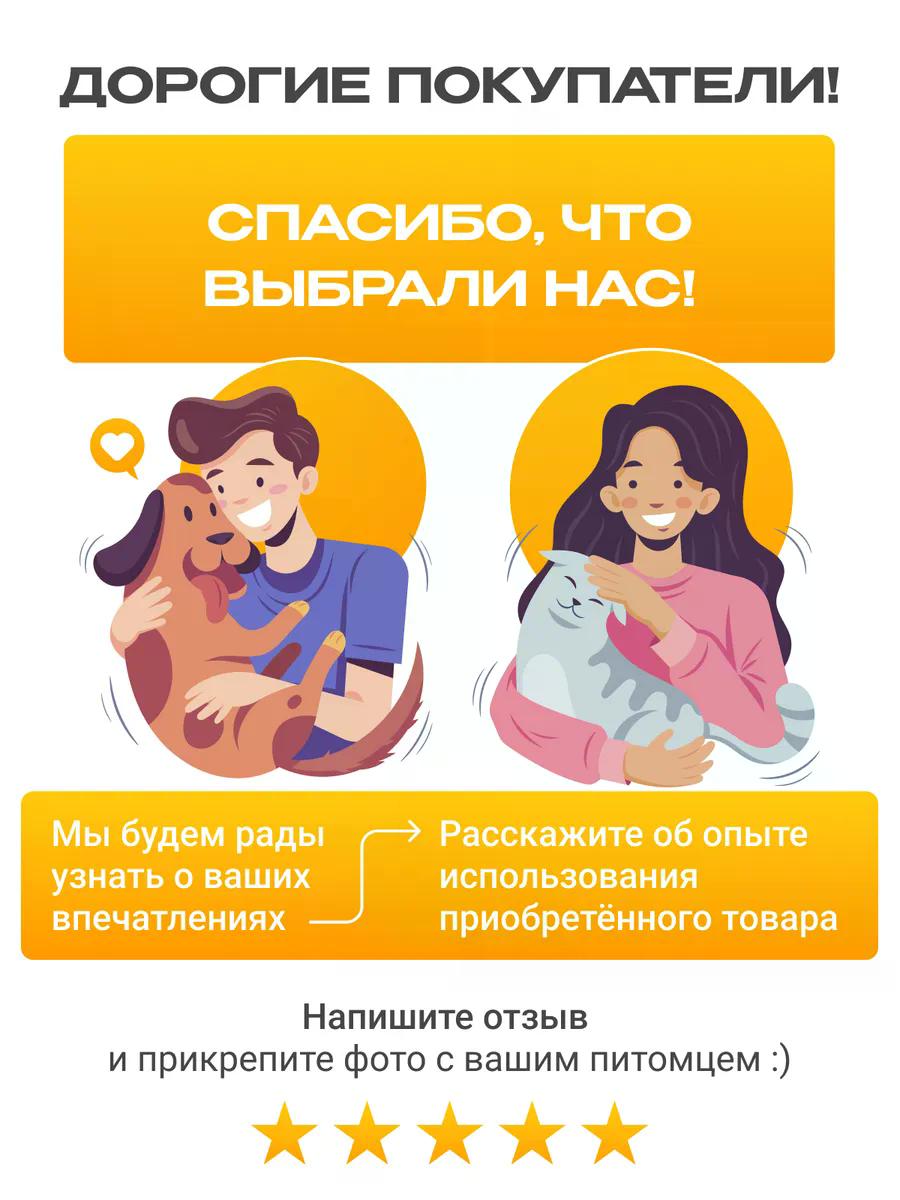 ДОРОГИЕ ПОКУПАТЕЛИ!
СПАСИБО, ЧТО
ВЫБРАЛИ НАС!
Мы будем рады
узнать о ваших
впечатлениях
Расскажите об опыте
использования
приобретённого товара
Напишите отзыв
и прикрепите фото с вашим питомцем :)